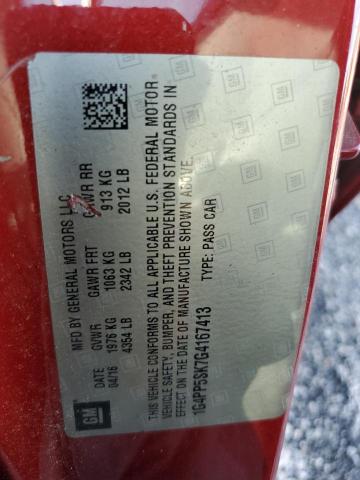 MFD BY GENERAL MOTORS LLC
DATE GVWR GAWR FRT GAWR RR
04/16 1976 KG 1063 KG 913 KG
4354 LB 2342 LB 2012 LB
THIS VEHICLE CONFORMS TO ALL APPLICABLE U.S. FEDERAL MOTOR
VEHICLE SAFETY, BUMPER, AND THEFT PREVENTION STANDARDS IN
EFFECT ON THE DATE OF MANUFACTURE SHOWN ABOVE.
1G4PP5SK7G4167413 TYPE: PASS CAR
GM